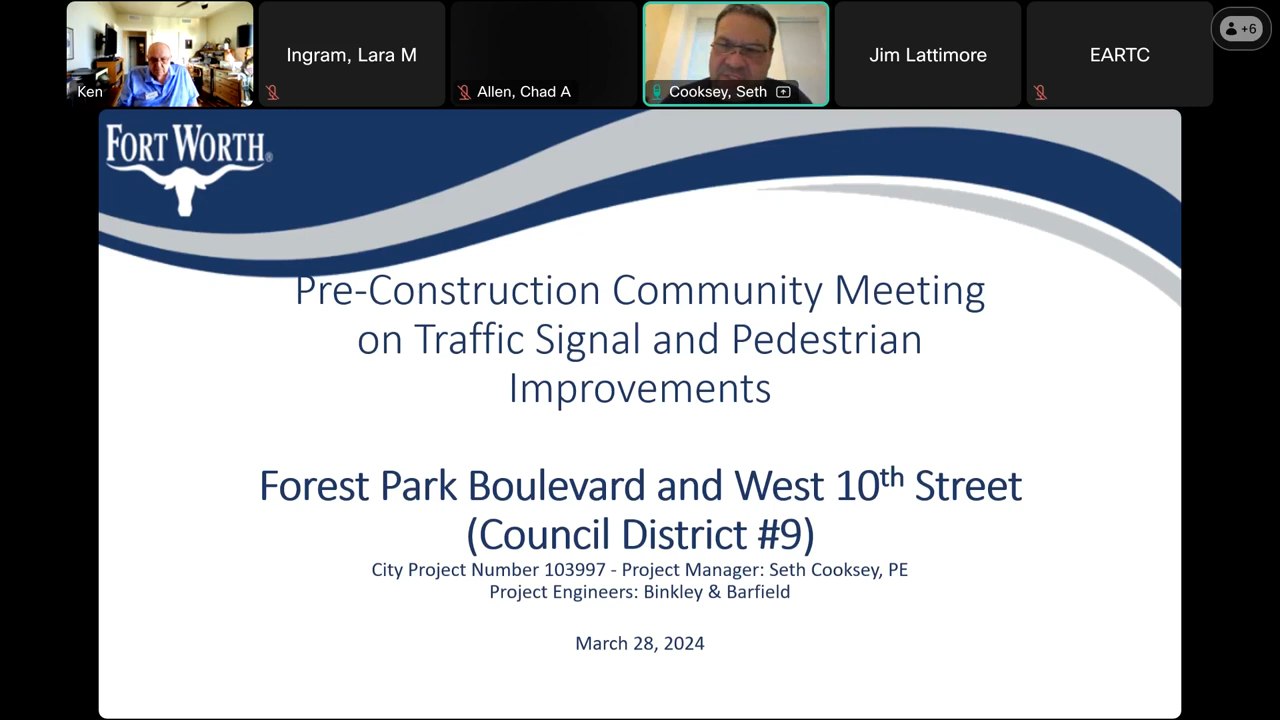 Ken
Ingram, Lara M
Allen, Chad A
Cooksey, Seth
Jim Lattimore
EARTC
+6
FORT WORTH®
Pre-Construction Community Meeting
on Traffic Signal and Pedestrian
Improvements
Forest Park Boulevard and West 10th Street
(Council District #9)
City Project Number 103997 - Project Manager: Seth Cooksey, PE
Project Engineers: Binkley & Barfield
March 28, 2024